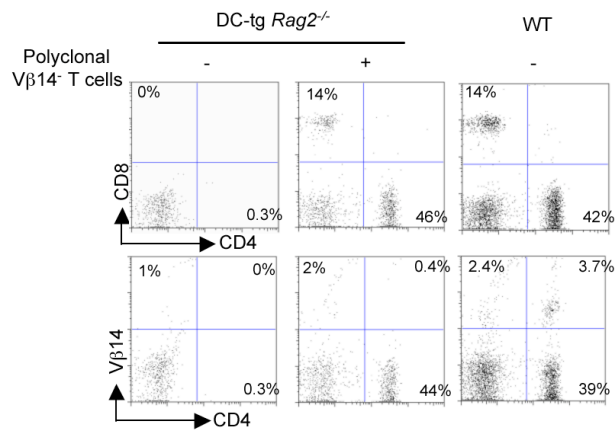 DC-tg Rag2-/-
WT
Polyclonal
Vβ14- T cells
-
+
-
0%
14%
14%
0.3%
46%
42%
CD8
CD4
1%
0%
2%
0.4%
2.4%
3.7%
0.3%
44%
39%
Vβ14
CD4